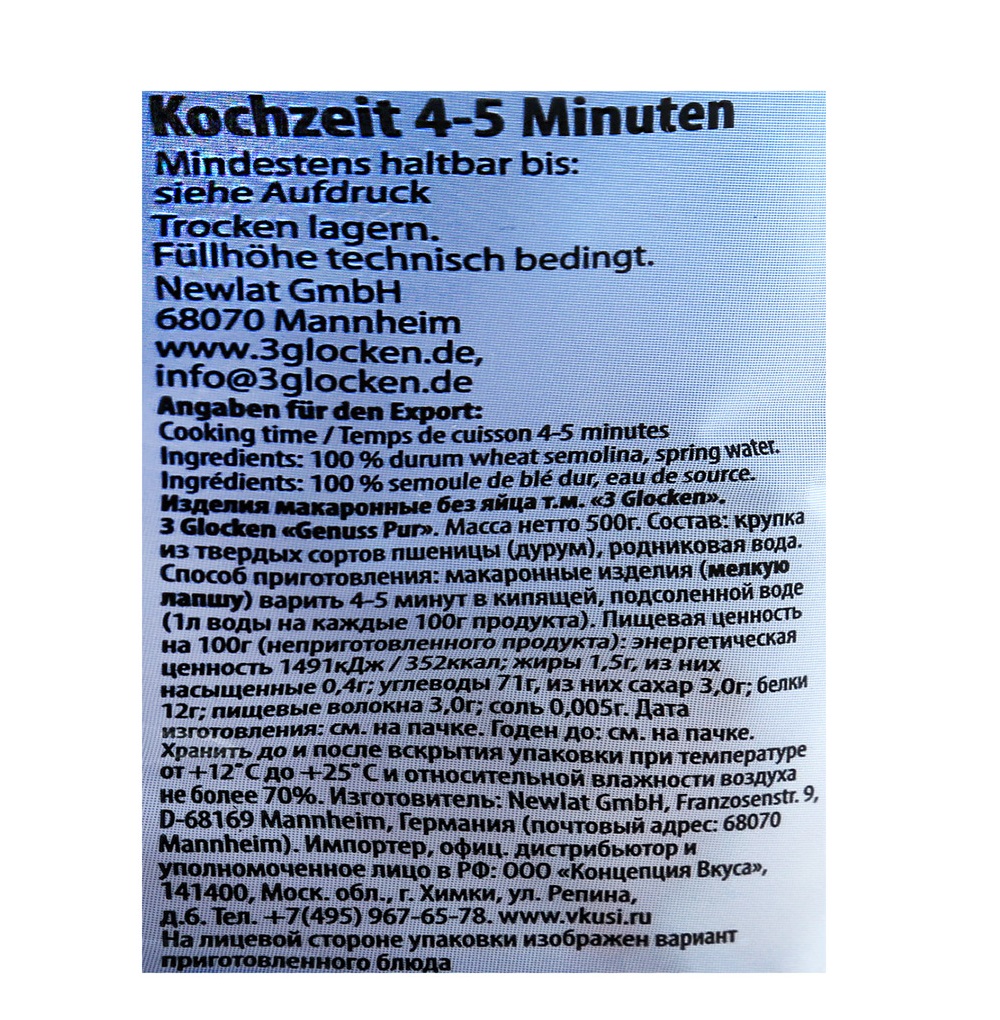 Kochzeit 4-5 Minuten
Mindestens haltbar bis:
siehe Aufdruck
Trocken lagern.
Füllhöhe technisch bedingt.
Newlat GmbH
68070 Mannheim
www.3glocken.de,
info@3glocken.de
Angaben für den Export:
Cooking time / Temps de cuisson 4-5 minutes
Ingredients: 100 % durum wheat semolina, spring water.
Ingrédients: 100 % semoule de blé dur, eau de source.
Изделия макаронные без яйца т.м. «3 Glocken».
3 Glocken «Genuss Pur». Масса нетто 500г. Состав: крупка
из твердых сортов пшеницы (дурум), родниковая вода.
Способ приготовления: макаронные изделия (мелкую
лапшу) варить 4-5 минут в кипящей, подсоленной воде
(1л воды на каждые 100г продукта). Пищевая ценность
на 100г (неприготовленного продукта): энергетическая
ценность 1491кДж / 352ккал; жиры 1,5г, из них
насыщенные 0,4г; углеводы 71г, из них сахар 3,0г; белки
12г; пищевые волокна 3,0г; соль 0,005г. Дата
изготовления: см. на пачке. Годен до: см. на пачке.
Хранить до и после вскрытия упаковки при температуре
от +12˚С до +25˚С и относительной влажности воздуха
не более 70%. Изготовитель: Newlat GmbH, Franzosenstr. 9,
D-68169 Mannheim, Германия (почтовый адрес: 68070
Mannheim). Импортер, офиц. дистрибьютор и
уполномоченное лицо в РФ: ООО «Концепция Вкуса»,
141400, Моск. обл., г. Химки, ул. Репина,
д.6. Тел. +7(495) 967-65-78. www.vkusi.ru
На лицевой стороне упаковки изображен вариант
приготовленного блюда